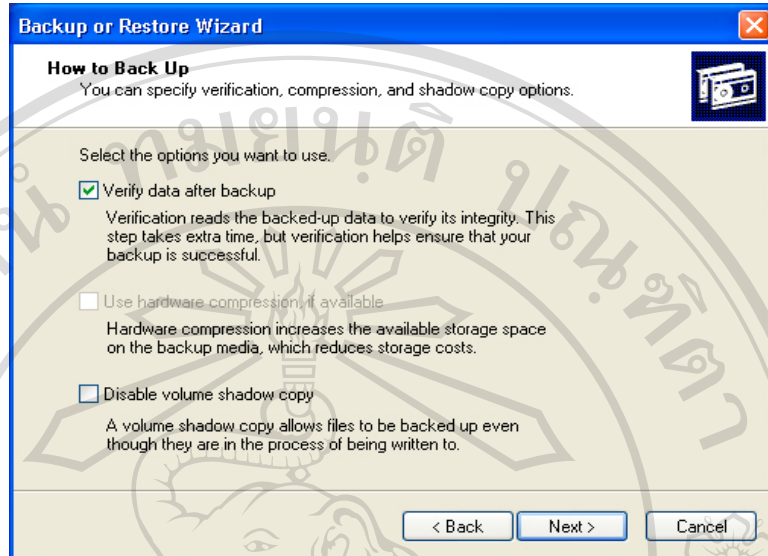 Backup or Restore Wizard
How to Back Up
You can specify verification, compression, and shadow copy options.
Select the options you want to use.
Verify data after backup
Verification reads the backed-up data to verify its integrity. This
step takes extra time, but verification helps ensure that your
backup is successful.
Use hardware compression, if available
Hardware compression increases the available storage space
on the backup media, which reduces storage costs.
Disable volume shadow copy
A volume shadow copy allows files to be backed up even
though they are in the process of being written to.
< Back
Next >
Cancel